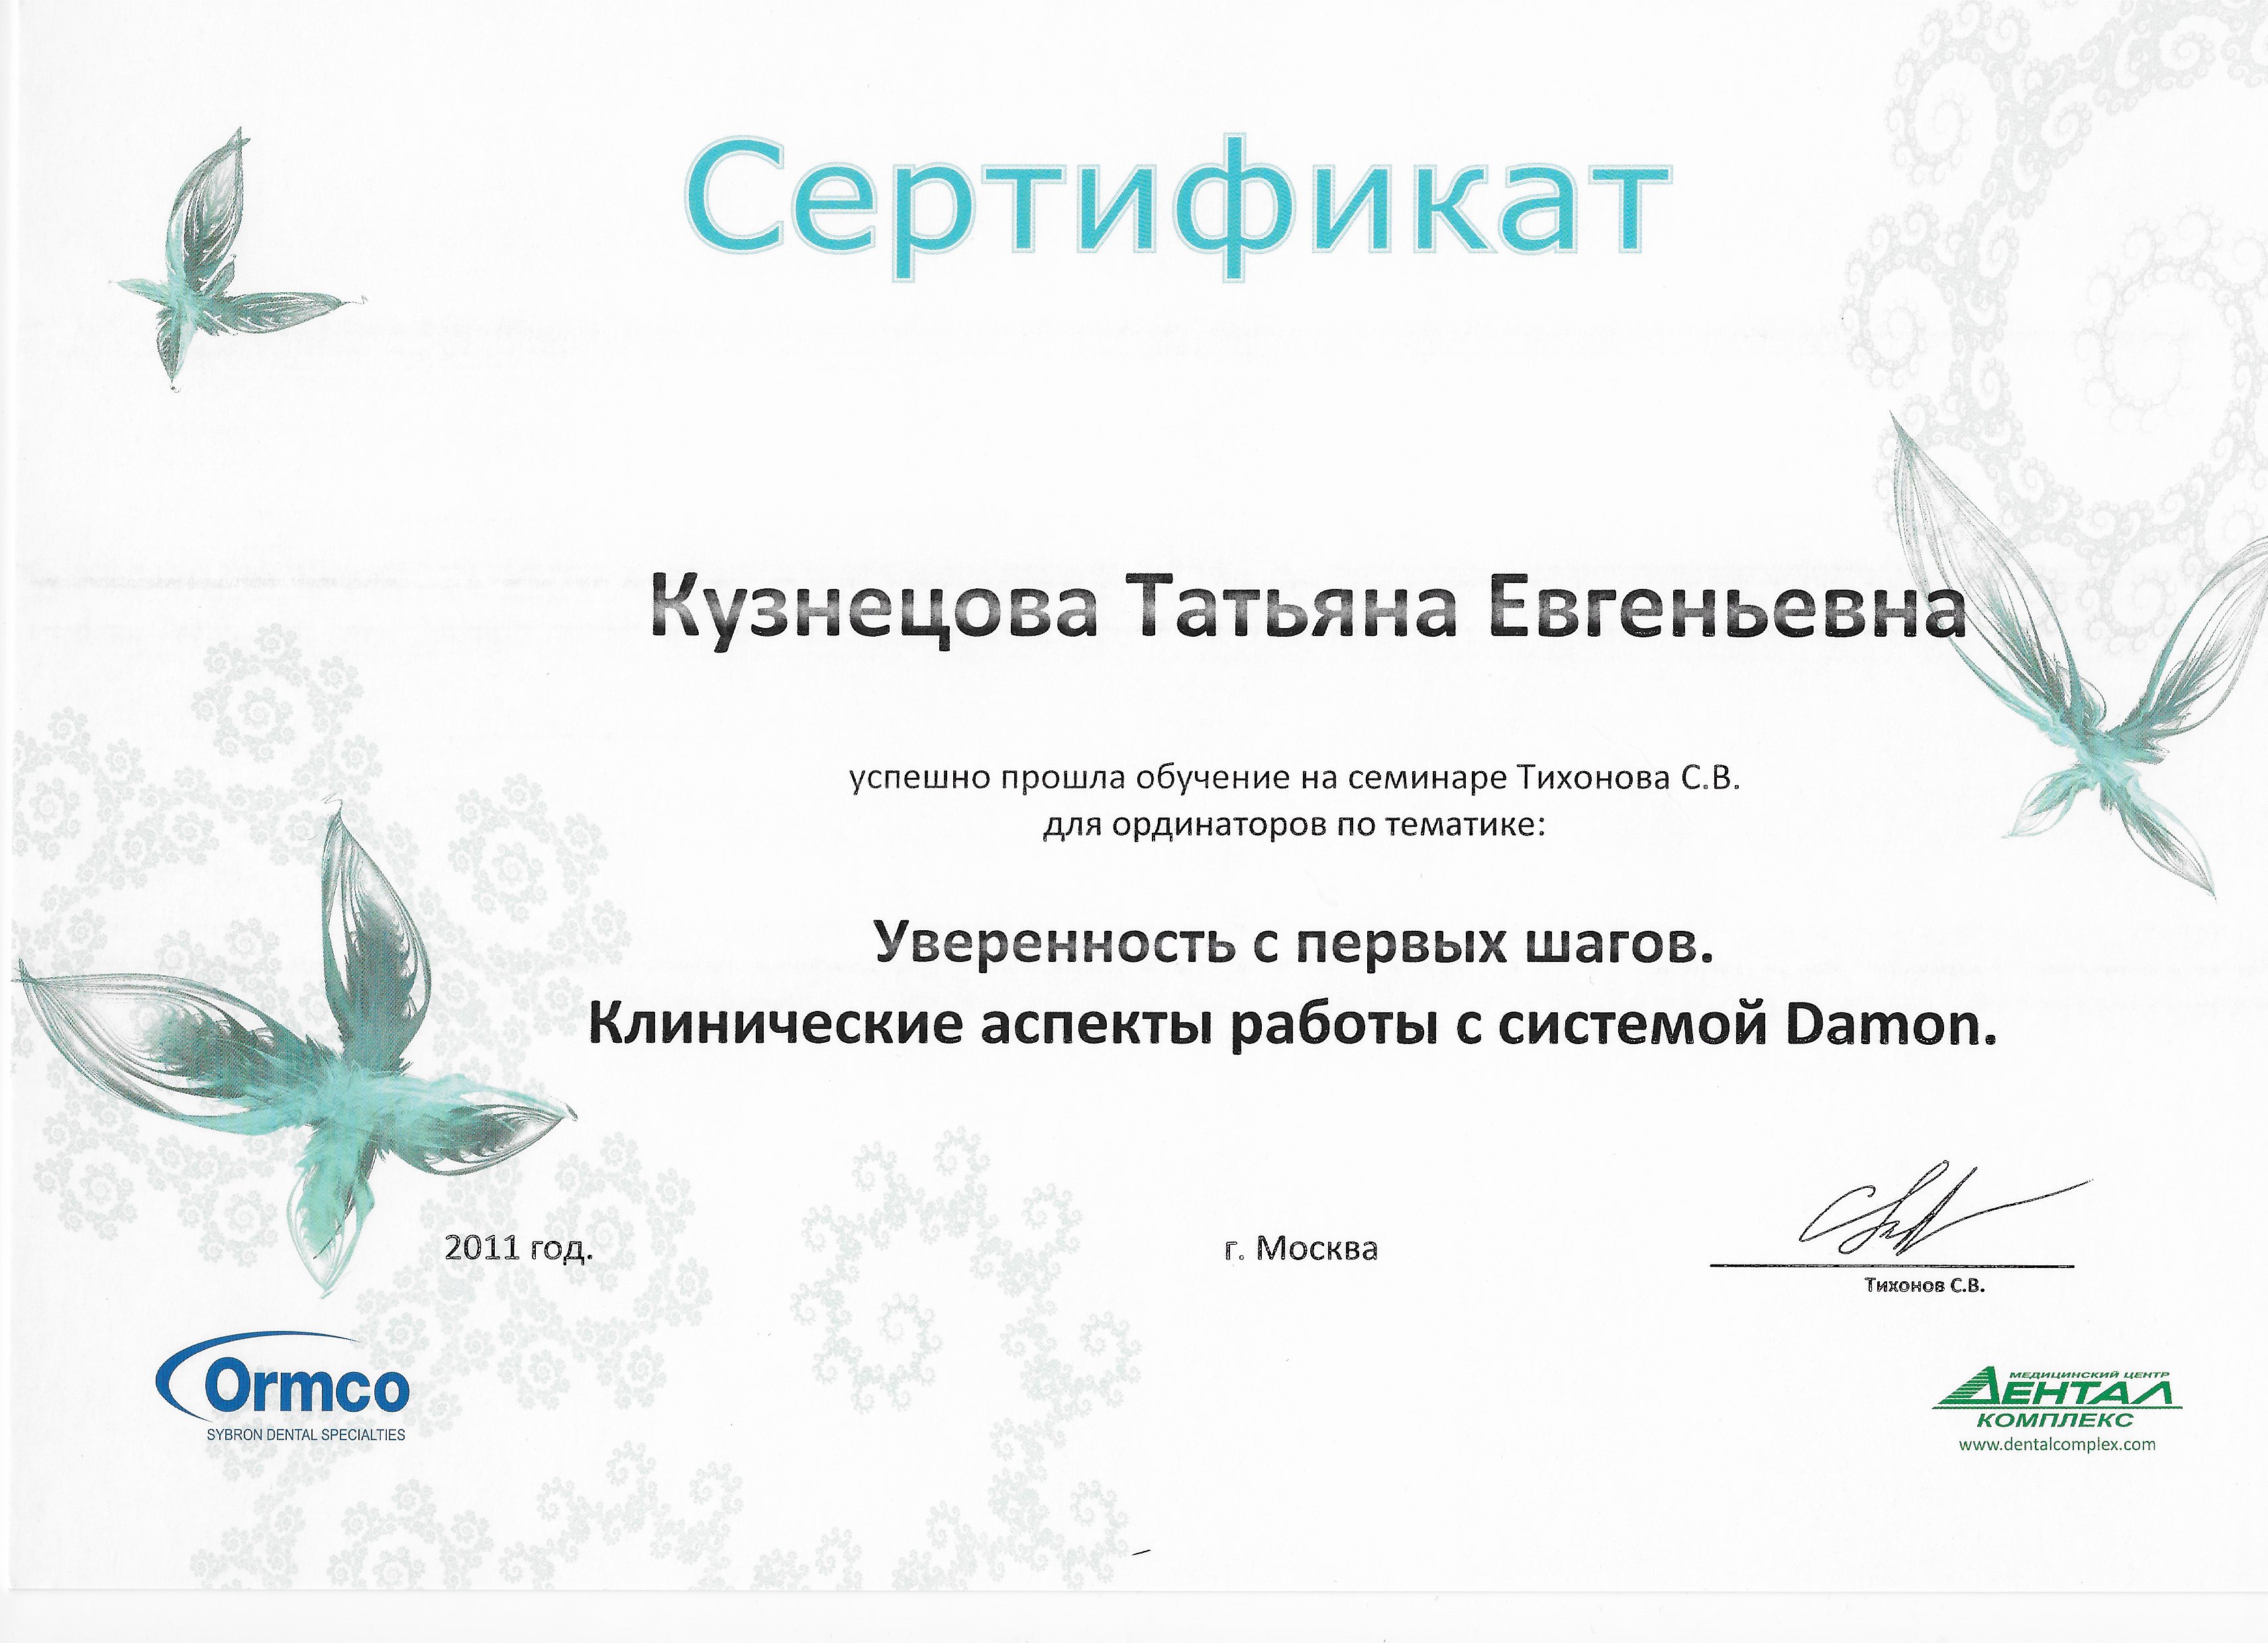 Сертификат
Кузнецова Татьяна Евгеньевна
успешно прошла обучение на семинаре Тихонова С.В.
для ординаторов по тематике:
Уверенность с первых шагов.
Клинические аспекты работы с системой Damon.
2011 год.
г. Москва
Тихонов С.В.
Ormco
SYBRON DENTAL SPECIALTIES
МЕДИЦИНСКИЙ ЦЕНТР
ДЕНТАЛ
КОМПЛЕКС
www.dentalcomplex.com